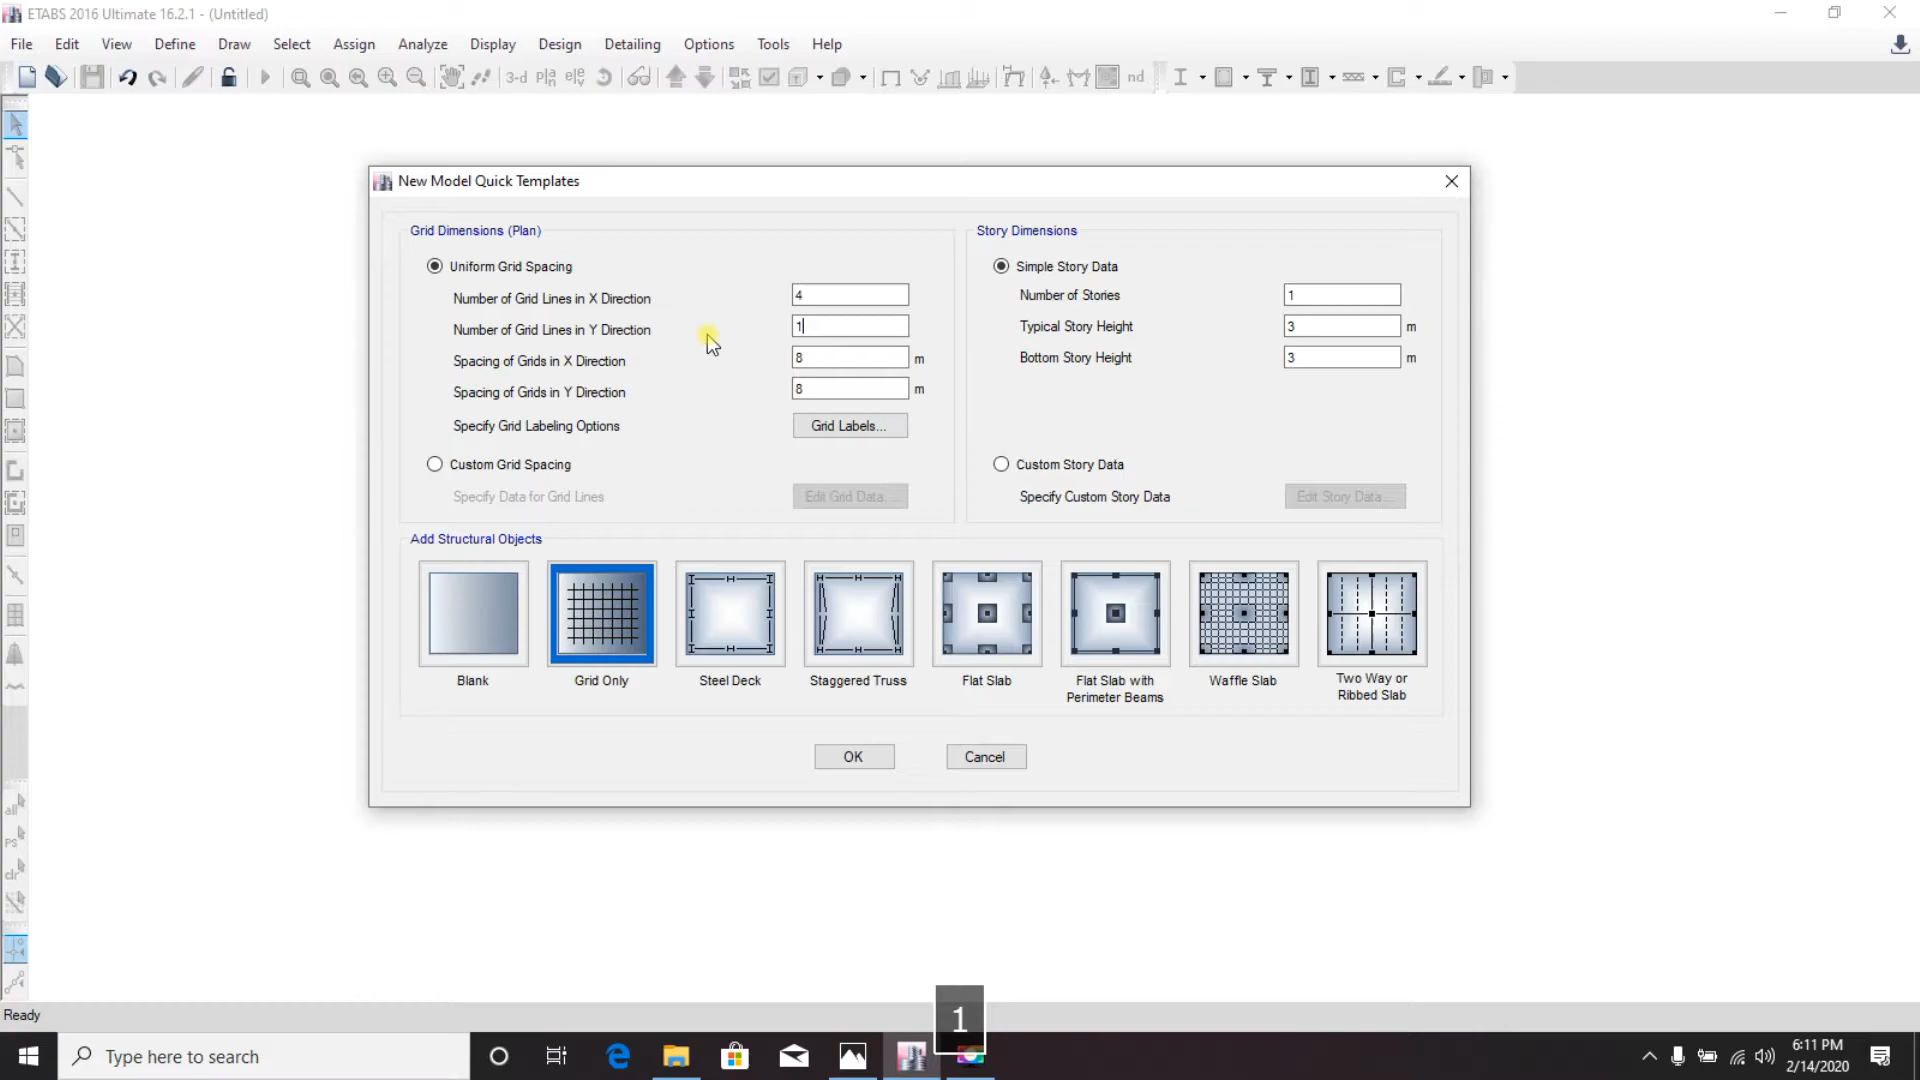 ETABS 2016 Ultimate 16.2.1 - (Untitled)
File Edit View Define Draw Select Assign Analyze Display Design Detailing Options Tools Help
3-d pla ele nd
New Model Quick Templates
Grid Dimensions (Plan)
Uniform Grid Spacing
Number of Grid Lines in X Direction 4
Number of Grid Lines in Y Direction 1
Spacing of Grids in X Direction 8 m
Spacing of Grids in Y Direction 8 m
Specify Grid Labeling Options Grid Labels...
Custom Grid Spacing
Specify Data for Grid Lines Edit Grid Data...
Story Dimensions
Simple Story Data
Number of Stories 1
Typical Story Height 3 m
Bottom Story Height 3 m
Custom Story Data
Specify Custom Story Data Edit Story Data...
Add Structural Objects
Blank
Grid Only
Steel Deck
Staggered Truss
Flat Slab
Flat Slab with
Perimeter Beams
Waffle Slab
Two Way or
Ribbed Slab
OK Cancel
all
ps
clr
Ready
1
Type here to search
6:11 PM
2/14/2020